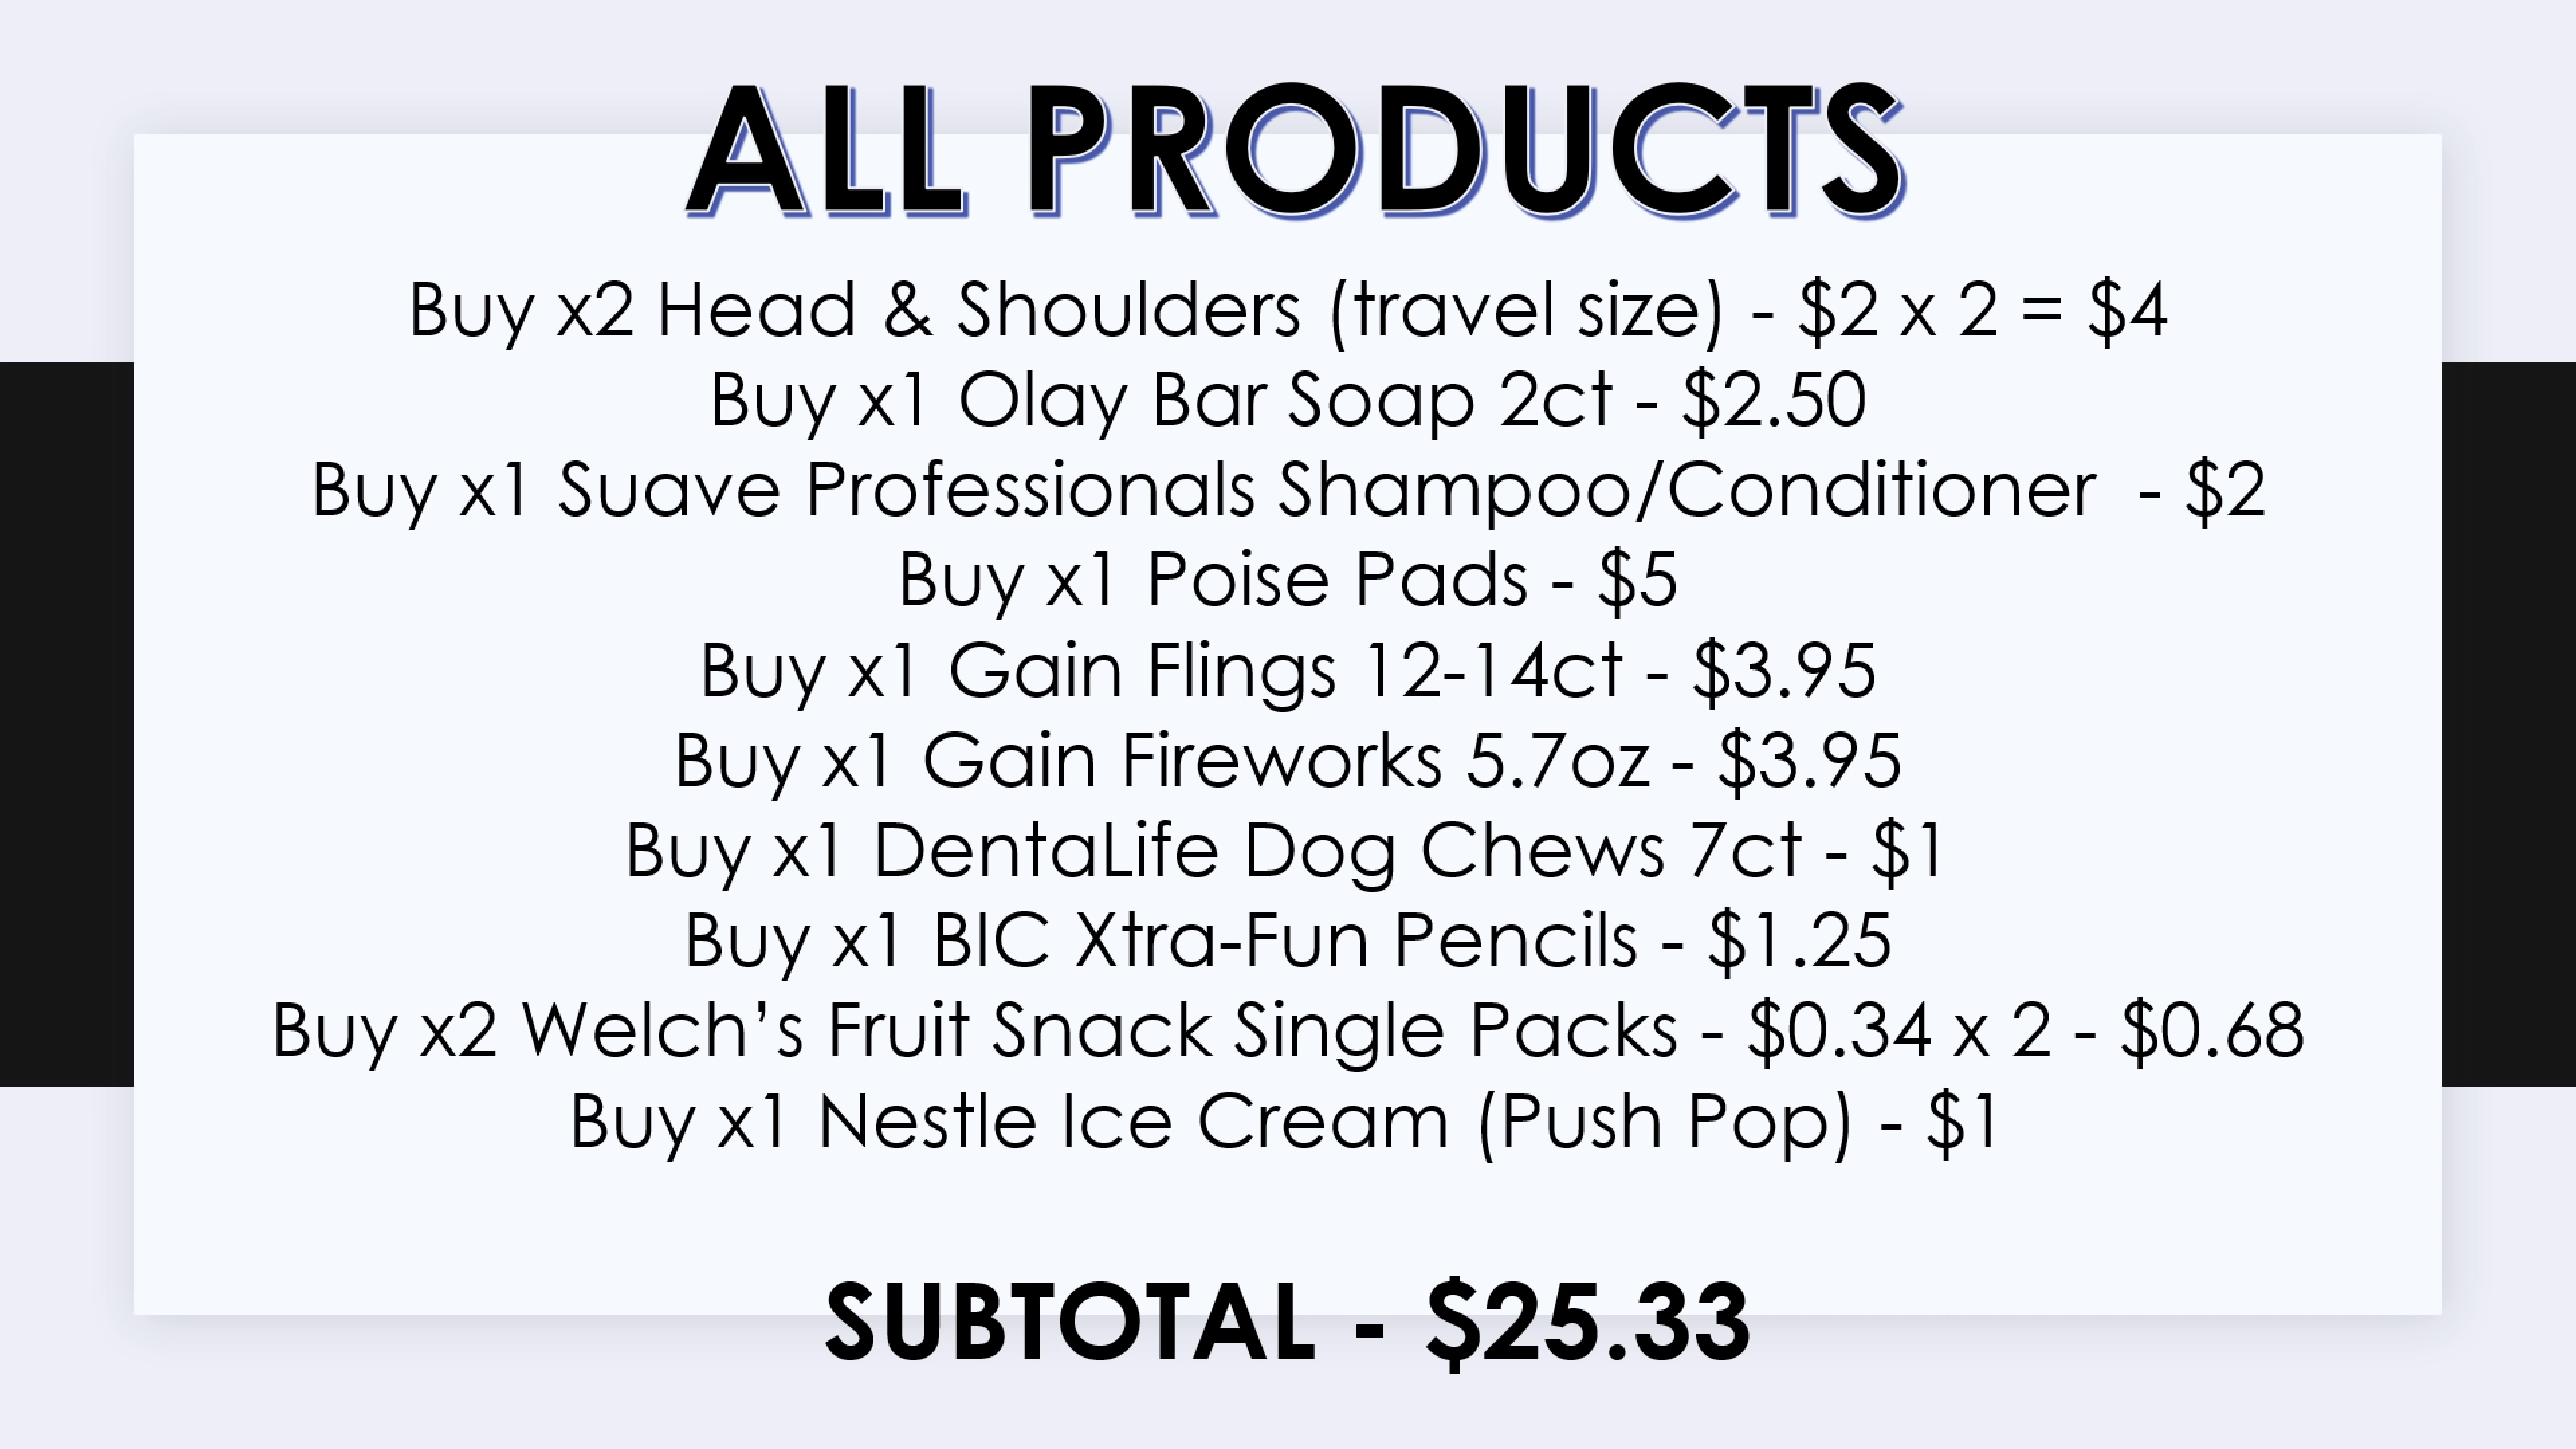 ALL PRODUCTS
Buy x2 Head & Shoulders (travel size) - $2 x 2 = $4
Buy x1 Olay Bar Soap 2ct - $2.50
Buy x1 Suave Professionals Shampoo/Conditioner  - $2
Buy x1 Poise Pads - $5
Buy x1 Gain Flings 12-14ct - $3.95
Buy x1 Gain Fireworks 5.7oz - $3.95
Buy x1 DentaLife Dog Chews 7ct - $1
Buy x1 BIC Xtra-Fun Pencils - $1.25
Buy x2 Welch’s Fruit Snack Single Packs - $0.34 x 2 - $0.68
Buy x1 Nestle Ice Cream (Push Pop) - $1
SUBTOTAL - $25.33